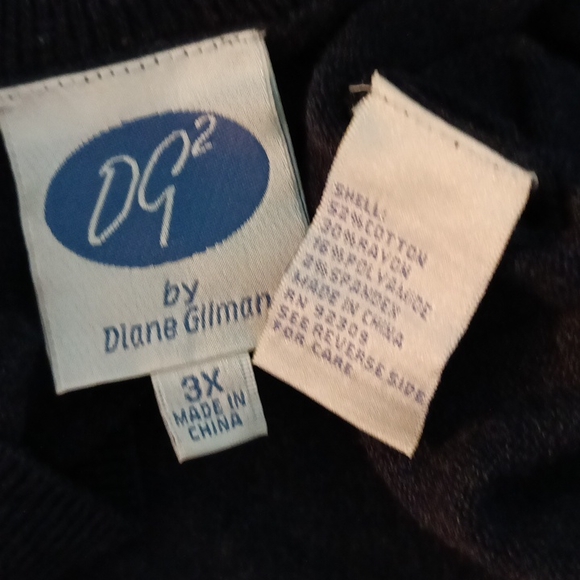 DG2
by
Diane Gilman
3X
MADE IN
CHINA
SHELL:
52%COTTON
30%RAYON
16%POLYAMIDE
2%SPANDEX
MADE IN CHINA
RN 92309
SEE REVERSE SIDE
FOR CARE